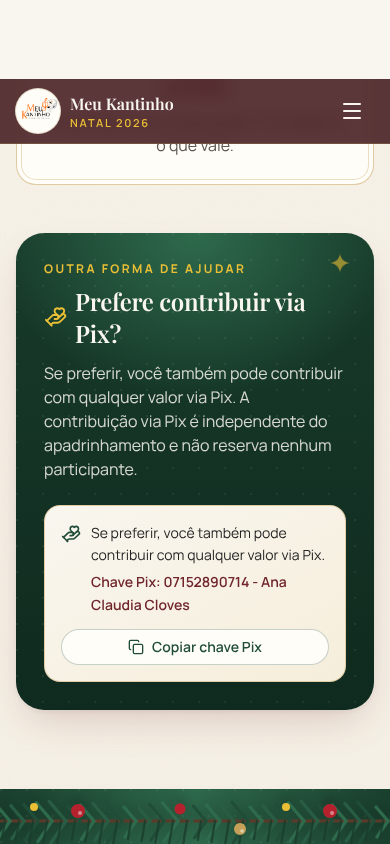 Meu Kantinho
Meu Kantinho
NATAL 2026
o que vale.
OUTRA FORMA DE AJUDAR
Prefere contribuir via
Pix?
Se preferir, você também pode contribuir
com qualquer valor via Pix. A
contribuição via Pix é independente do
apadrinhamento e não reserva nenhum
participante.
Se preferir, você também pode
contribuir com qualquer valor via Pix.
Chave Pix: 07152890714 - Ana
Claudia Cloves
Copiar chave Pix